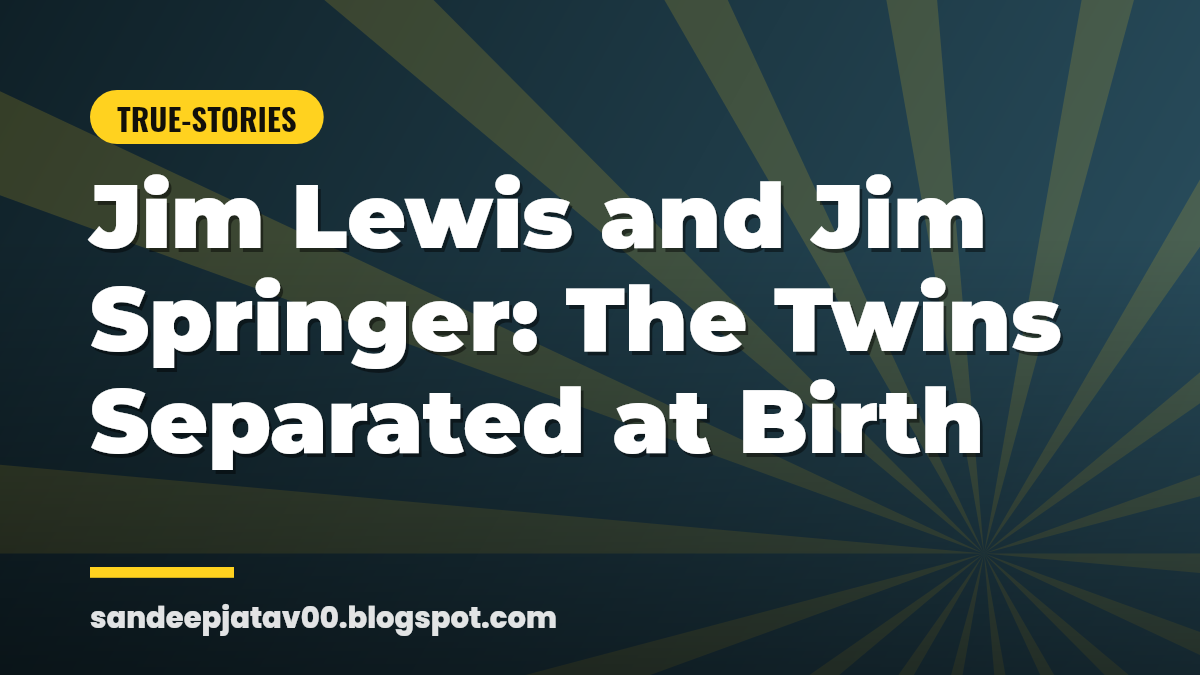 TRUE-STORIES
Jim Lewis and Jim
Springer: The Twins
Separated at Birth
sandeepjatav00.blogspot.com